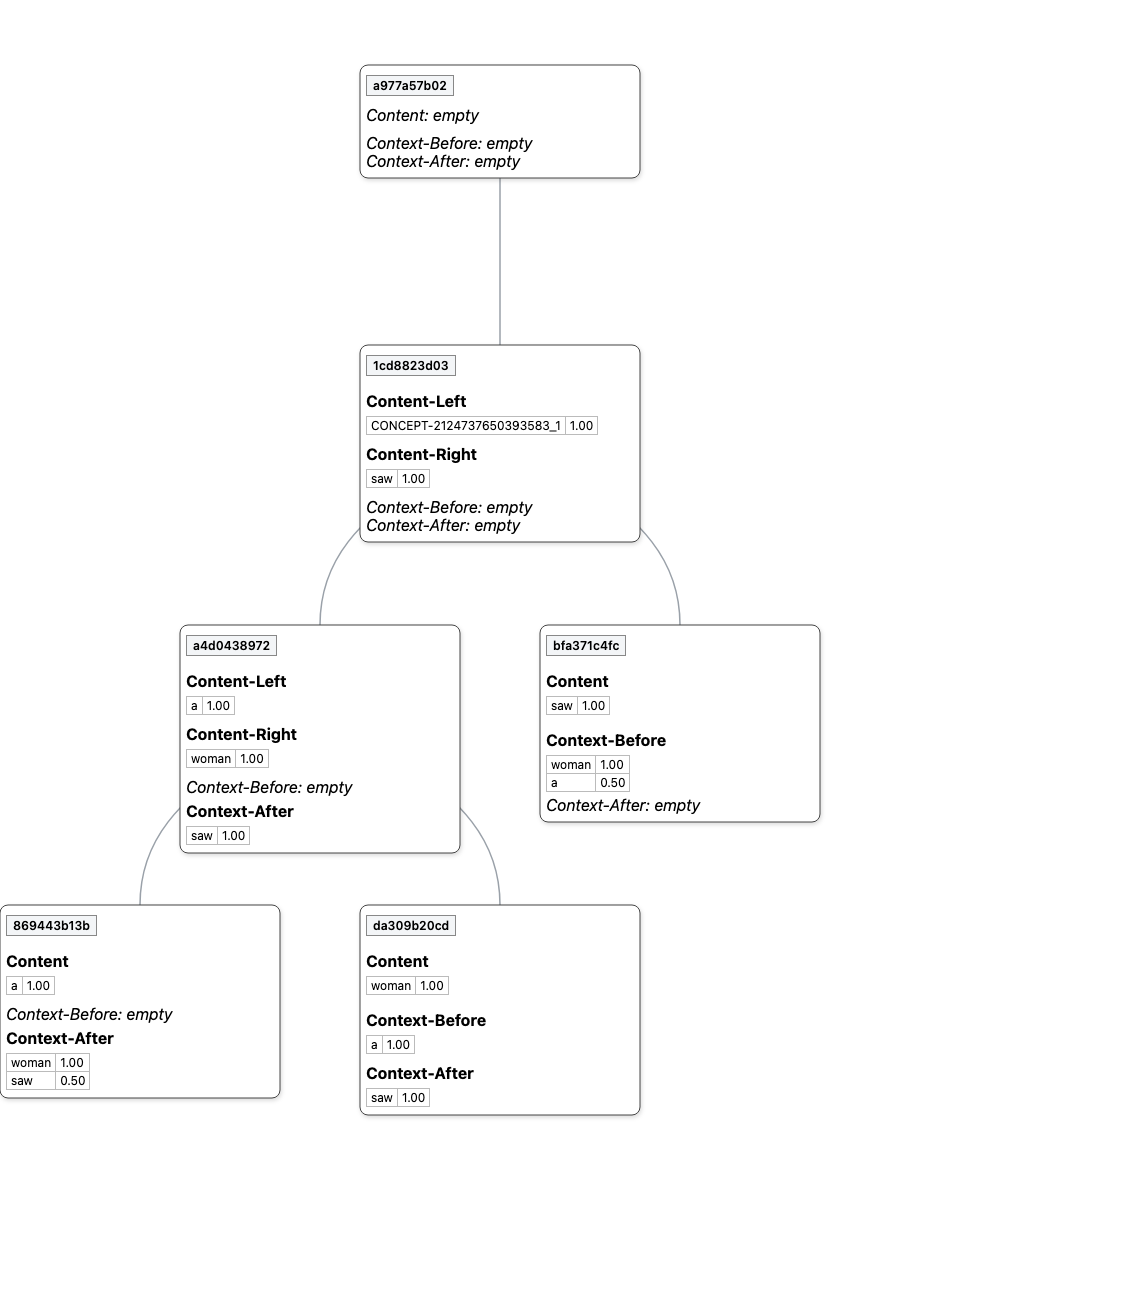 a977a57b02
Content: empty
Context-Before: empty
Context-After: empty
1cd8823d03
Content-Left
CONCEPT-2124737650393583_1 1.00
Content-Right
saw 1.00
Context-Before: empty
Context-After: empty
a4d0438972
Content-Left
a 1.00
Content-Right
woman 1.00
Context-Before: empty
Context-After
saw 1.00
bfa371c4fc
Content
saw 1.00
Context-Before
woman 1.00
a 0.50
Context-After: empty
869443b13b
Content
a 1.00
Context-Before: empty
Context-After
woman 1.00
saw 0.50
da309b20cd
Content
woman 1.00
Context-Before
a 1.00
Context-After
saw 1.00